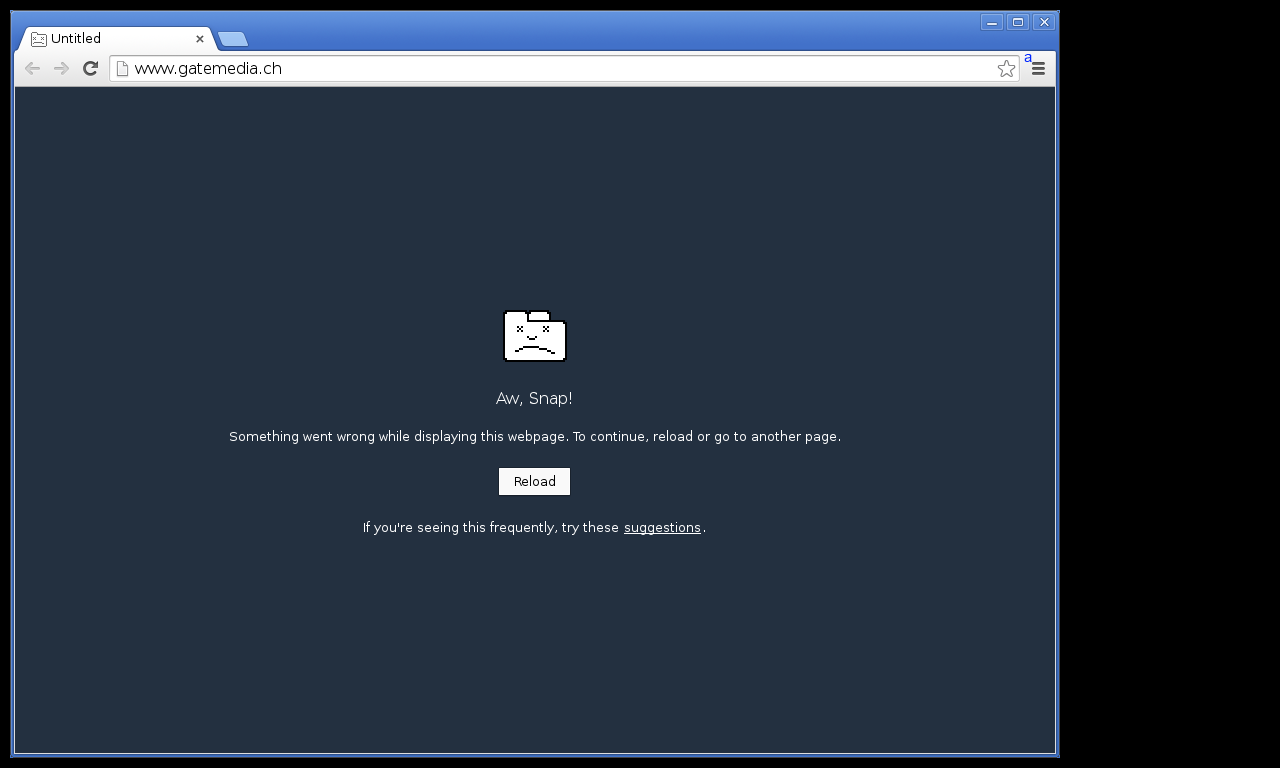 Untitled
www.gatemedia.ch
a
Aw, Snap!
Something went wrong while displaying this webpage. To continue, reload or go to another page.
Reload
If you're seeing this frequently, try these suggestions.